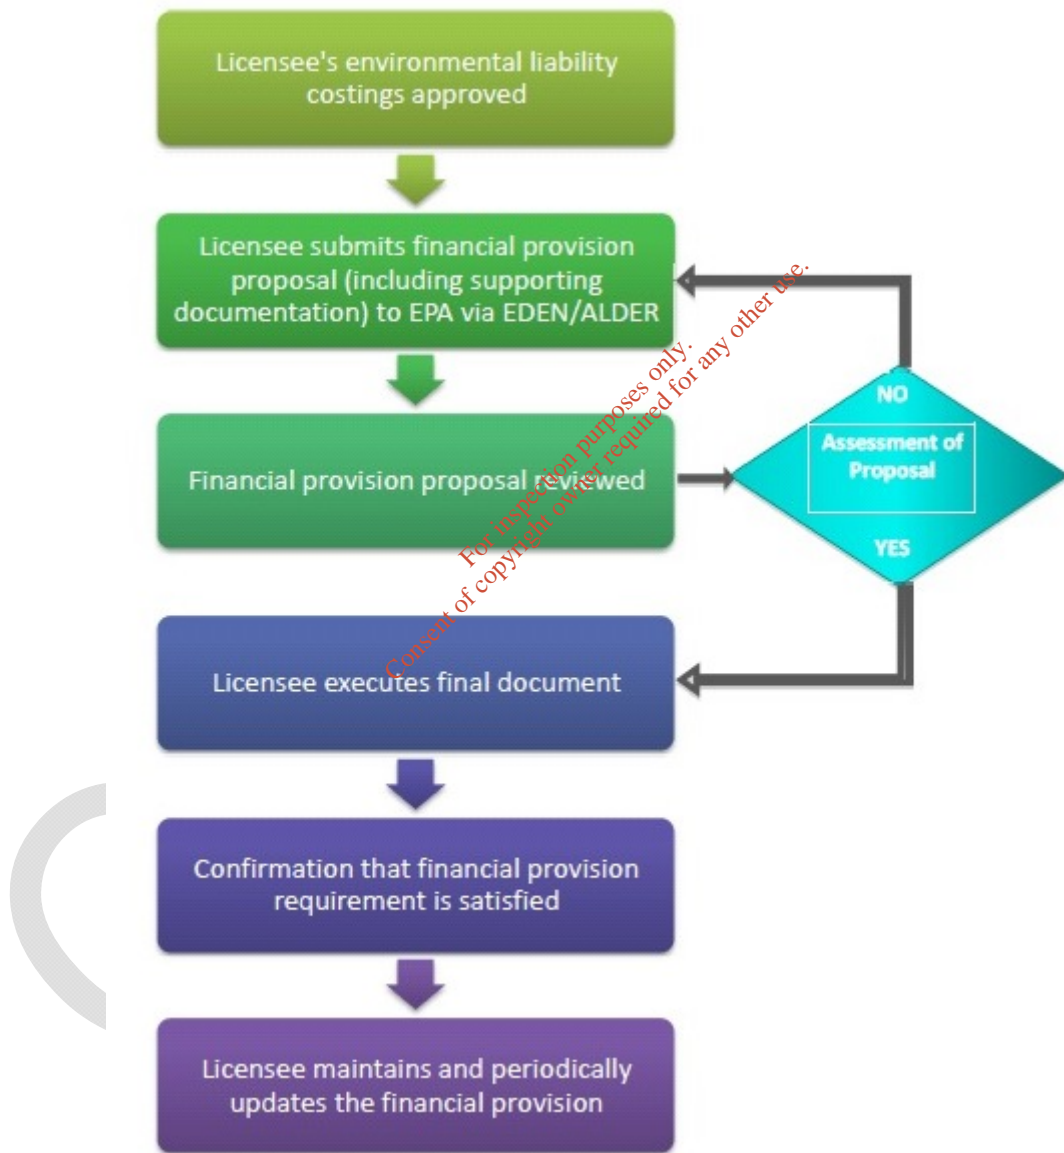 Licensee's environmental liability
costings approved
Licensee submits financial provision
proposal (including supporting
documentation) to EPA via EDEN/ALDER
Financial provision proposal reviewed
NO
Assessment of
Proposal
YES
Licensee executes final document
Confirmation that financial provision
requirement is satisfied
Licensee maintains and periodically
updates the financial provision
For inspection purposes only.
Consent of copyright owner required for any other use.